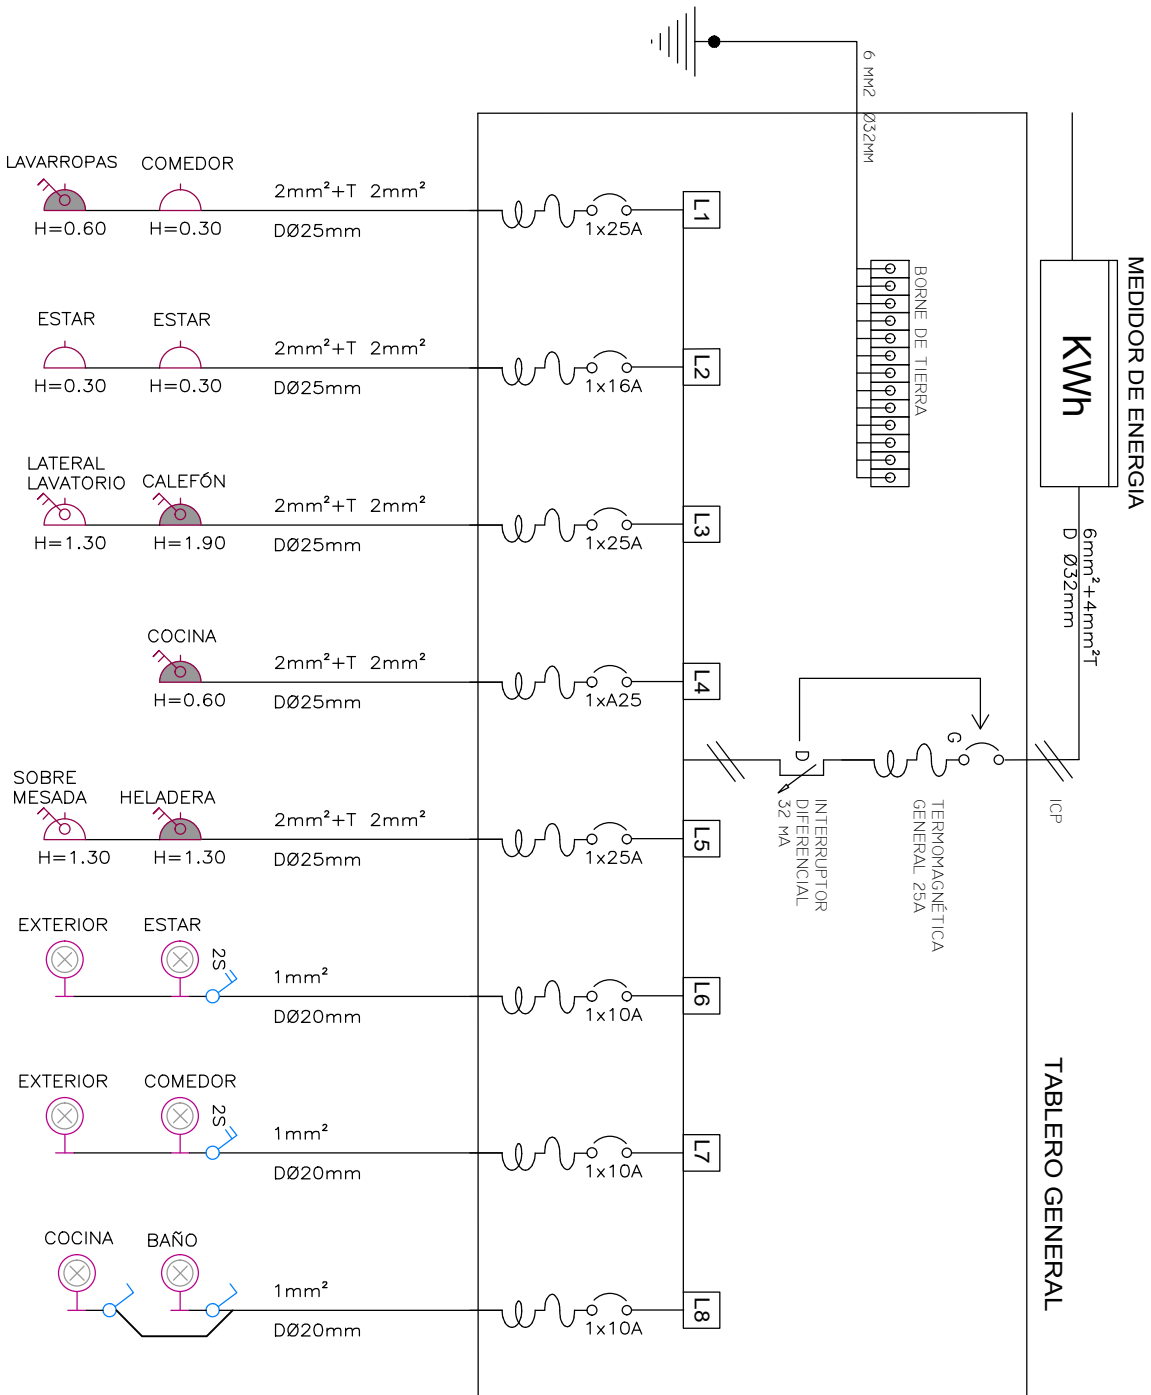 6 MM2 Ø32MM
MEDIDOR DE ENERGIA
KWh
BORNE DE TIERRA
6mm²+4mm²T
D Ø32mm
ICP
G
TERMOMAGNÉTICA
GENERAL 25A
D
INTERRUPTOR
DIFERENCIAL
32 MA
TABLERO GENERAL
LAVARROPAS COMEDOR
2mm²+T 2mm²
L1
H=0.60 H=0.30
DØ25mm
1x25A
ESTAR ESTAR
2mm²+T 2mm²
L2
H=0.30 H=0.30
DØ25mm
1x16A
LATERAL
LAVATORIO CALEFÓN
2mm²+T 2mm²
L3
H=1.30 H=1.90
DØ25mm
1x25A
COCINA
2mm²+T 2mm²
L4
H=0.60
DØ25mm
1xA25
SOBRE
MESADA HELADERA
2mm²+T 2mm²
L5
H=1.30 H=1.30
DØ25mm
1x25A
EXTERIOR ESTAR
2S
1mm²
L6
DØ20mm
1x10A
EXTERIOR COMEDOR
2S
1mm²
L7
DØ20mm
1x10A
COCINA BAÑO
1mm²
L8
DØ20mm
1x10A